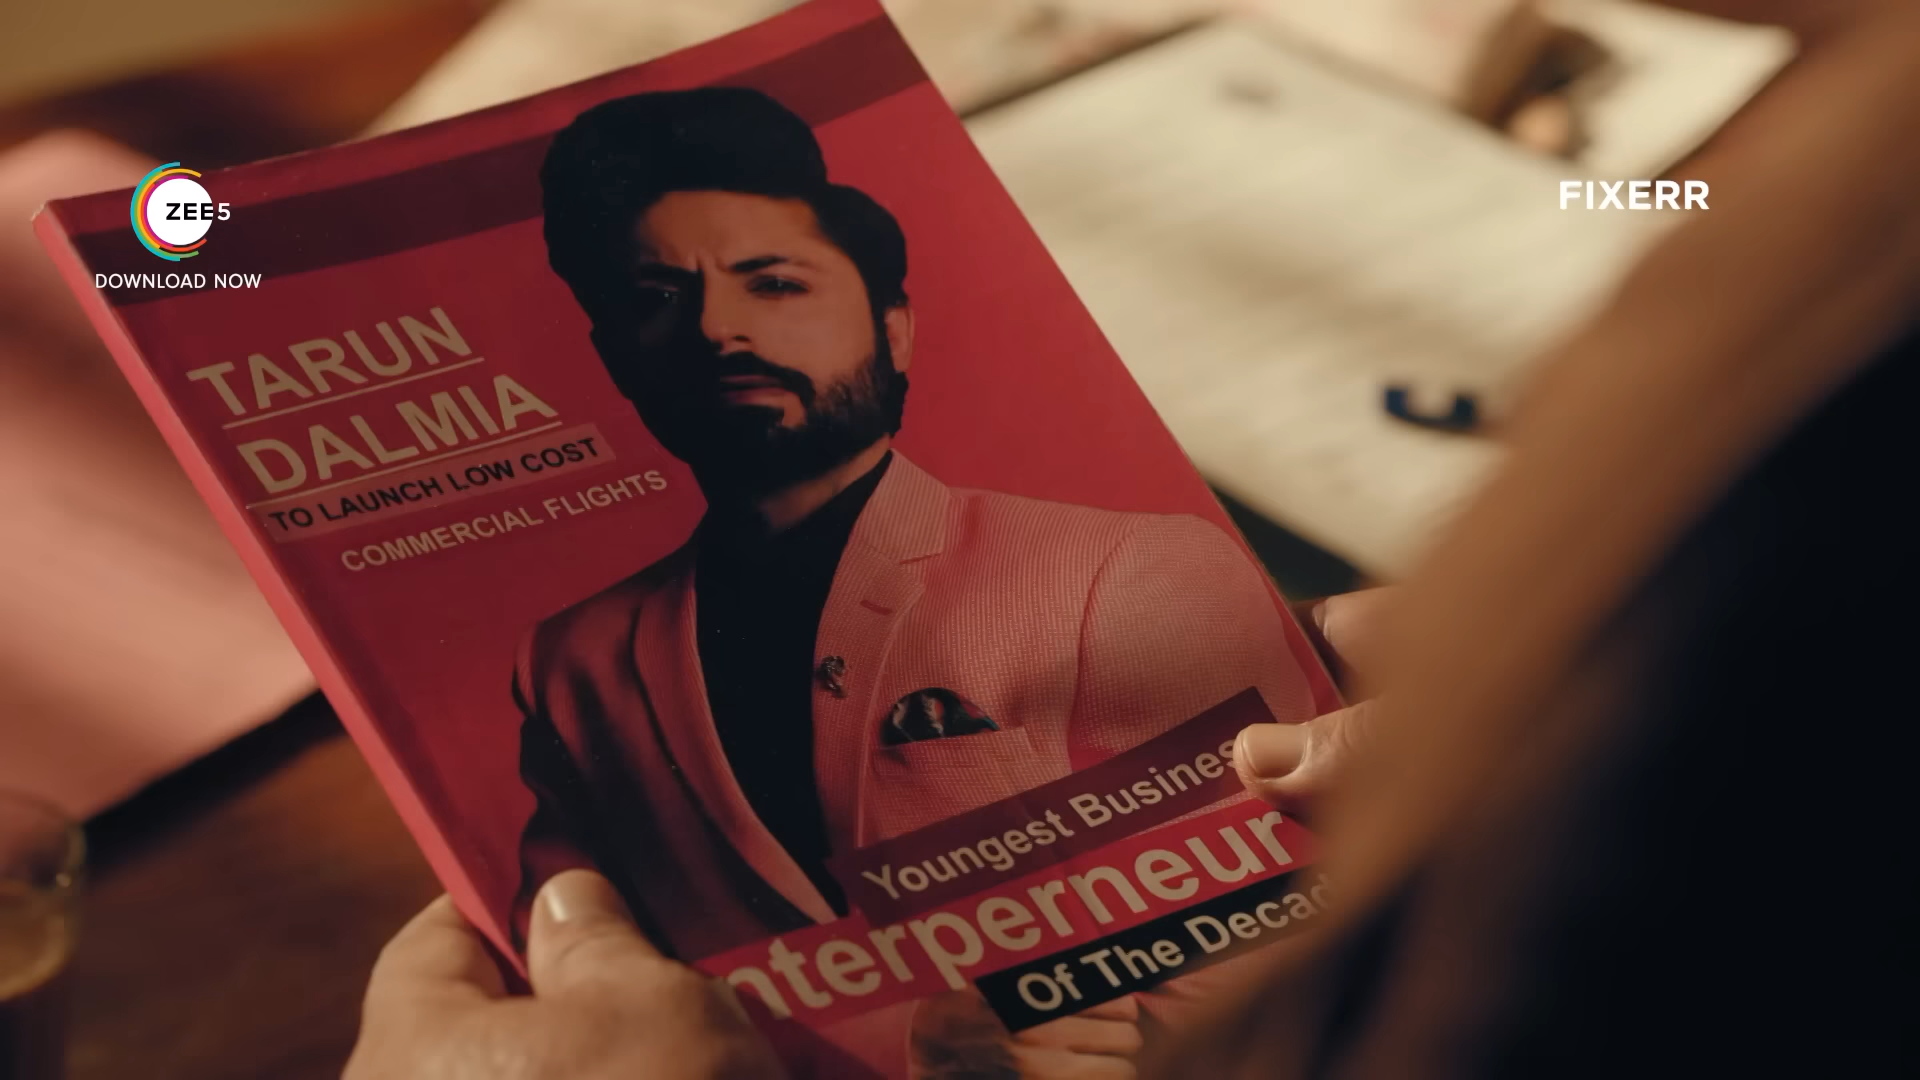 ZEE5
DOWNLOAD NOW
FIXERR
TARUN
DALMIA
TO LAUNCH LOW COST
COMMERCIAL FLIGHTS
Youngest Busines
nterperneur
Of The Decad